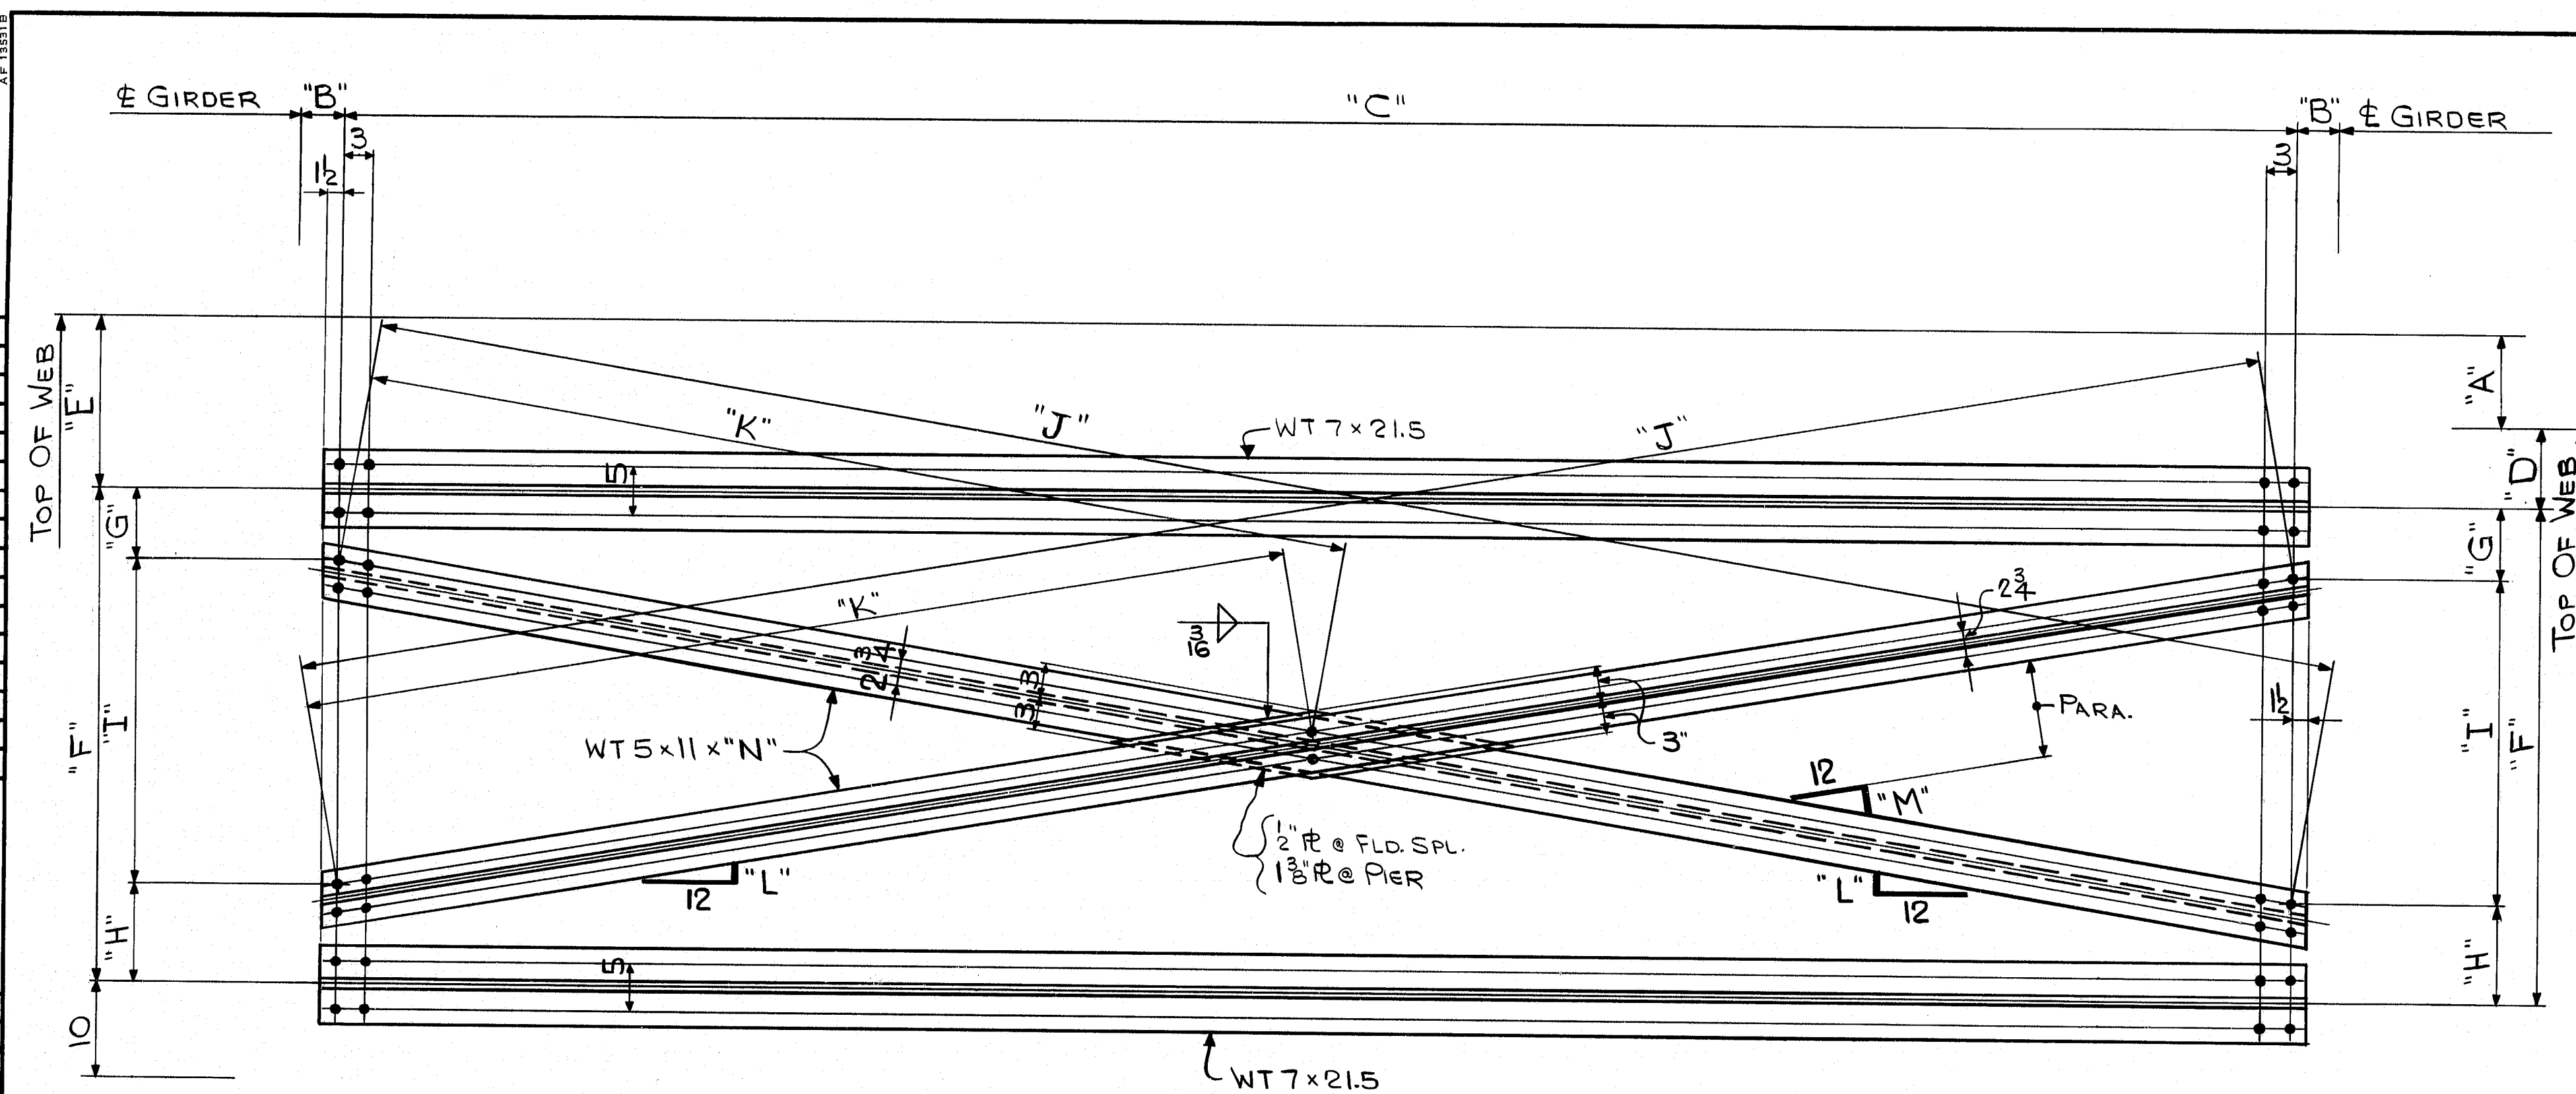 AF 13531B
℄ GIRDER
"B"
"C"
"B"
℄ GIRDER
3
1½
3
TOP OF WEB
"E"
"K"
"J"
WT 7 × 21.5
"J"
"A"
5
"D"
"G"
"G"
TOP OF WEB
"K"
2¾
3/16
2¾
3
3
PARA.
1½
"F"
"I"
WT 5 × 11 × "N"
3"
12
"M"
"I"
"F"
½" ℄ @ FLD. SPL.
1⅜" ℄ @ PIER
"L"
12
"L"
12
"H"
"H"
5
10
WT 7 × 21.5